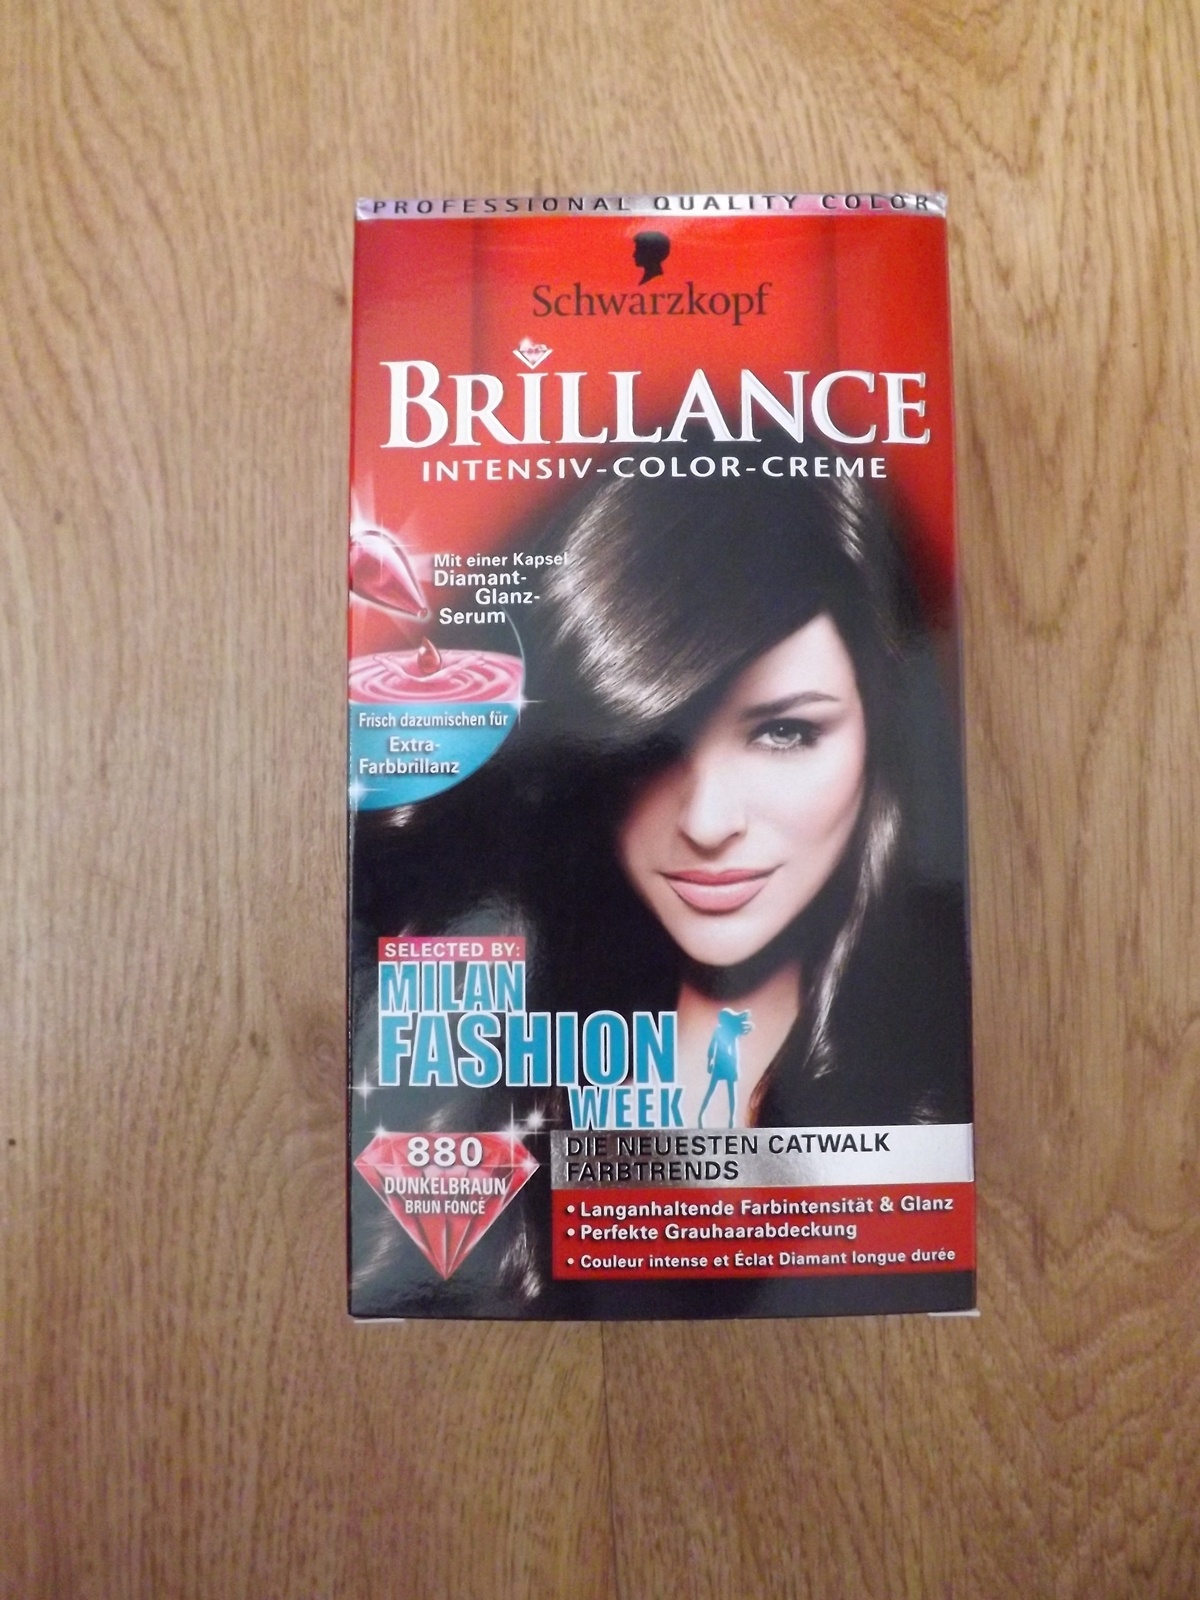 PROFESSIONAL QUALITY COLOR
Schwarzkopf
BRILLANCE
INTENSIV-COLOR-CREME
Mit einer Kapsel
Diamant-
Glanz-
Serum
Frisch dazumischen für
Extra-
Farbbrillanz
SELECTED BY:
MILAN
FASHION
WEEK
880
DUNKELBRAUN
BRUN FONCÉ
DIE NEUESTEN CATWALK
FARBTRENDS
• Langanhaltende Farbintensität & Glanz
• Perfekte Grauhaarabdeckung
• Couleur intense et Éclat Diamant longue durée